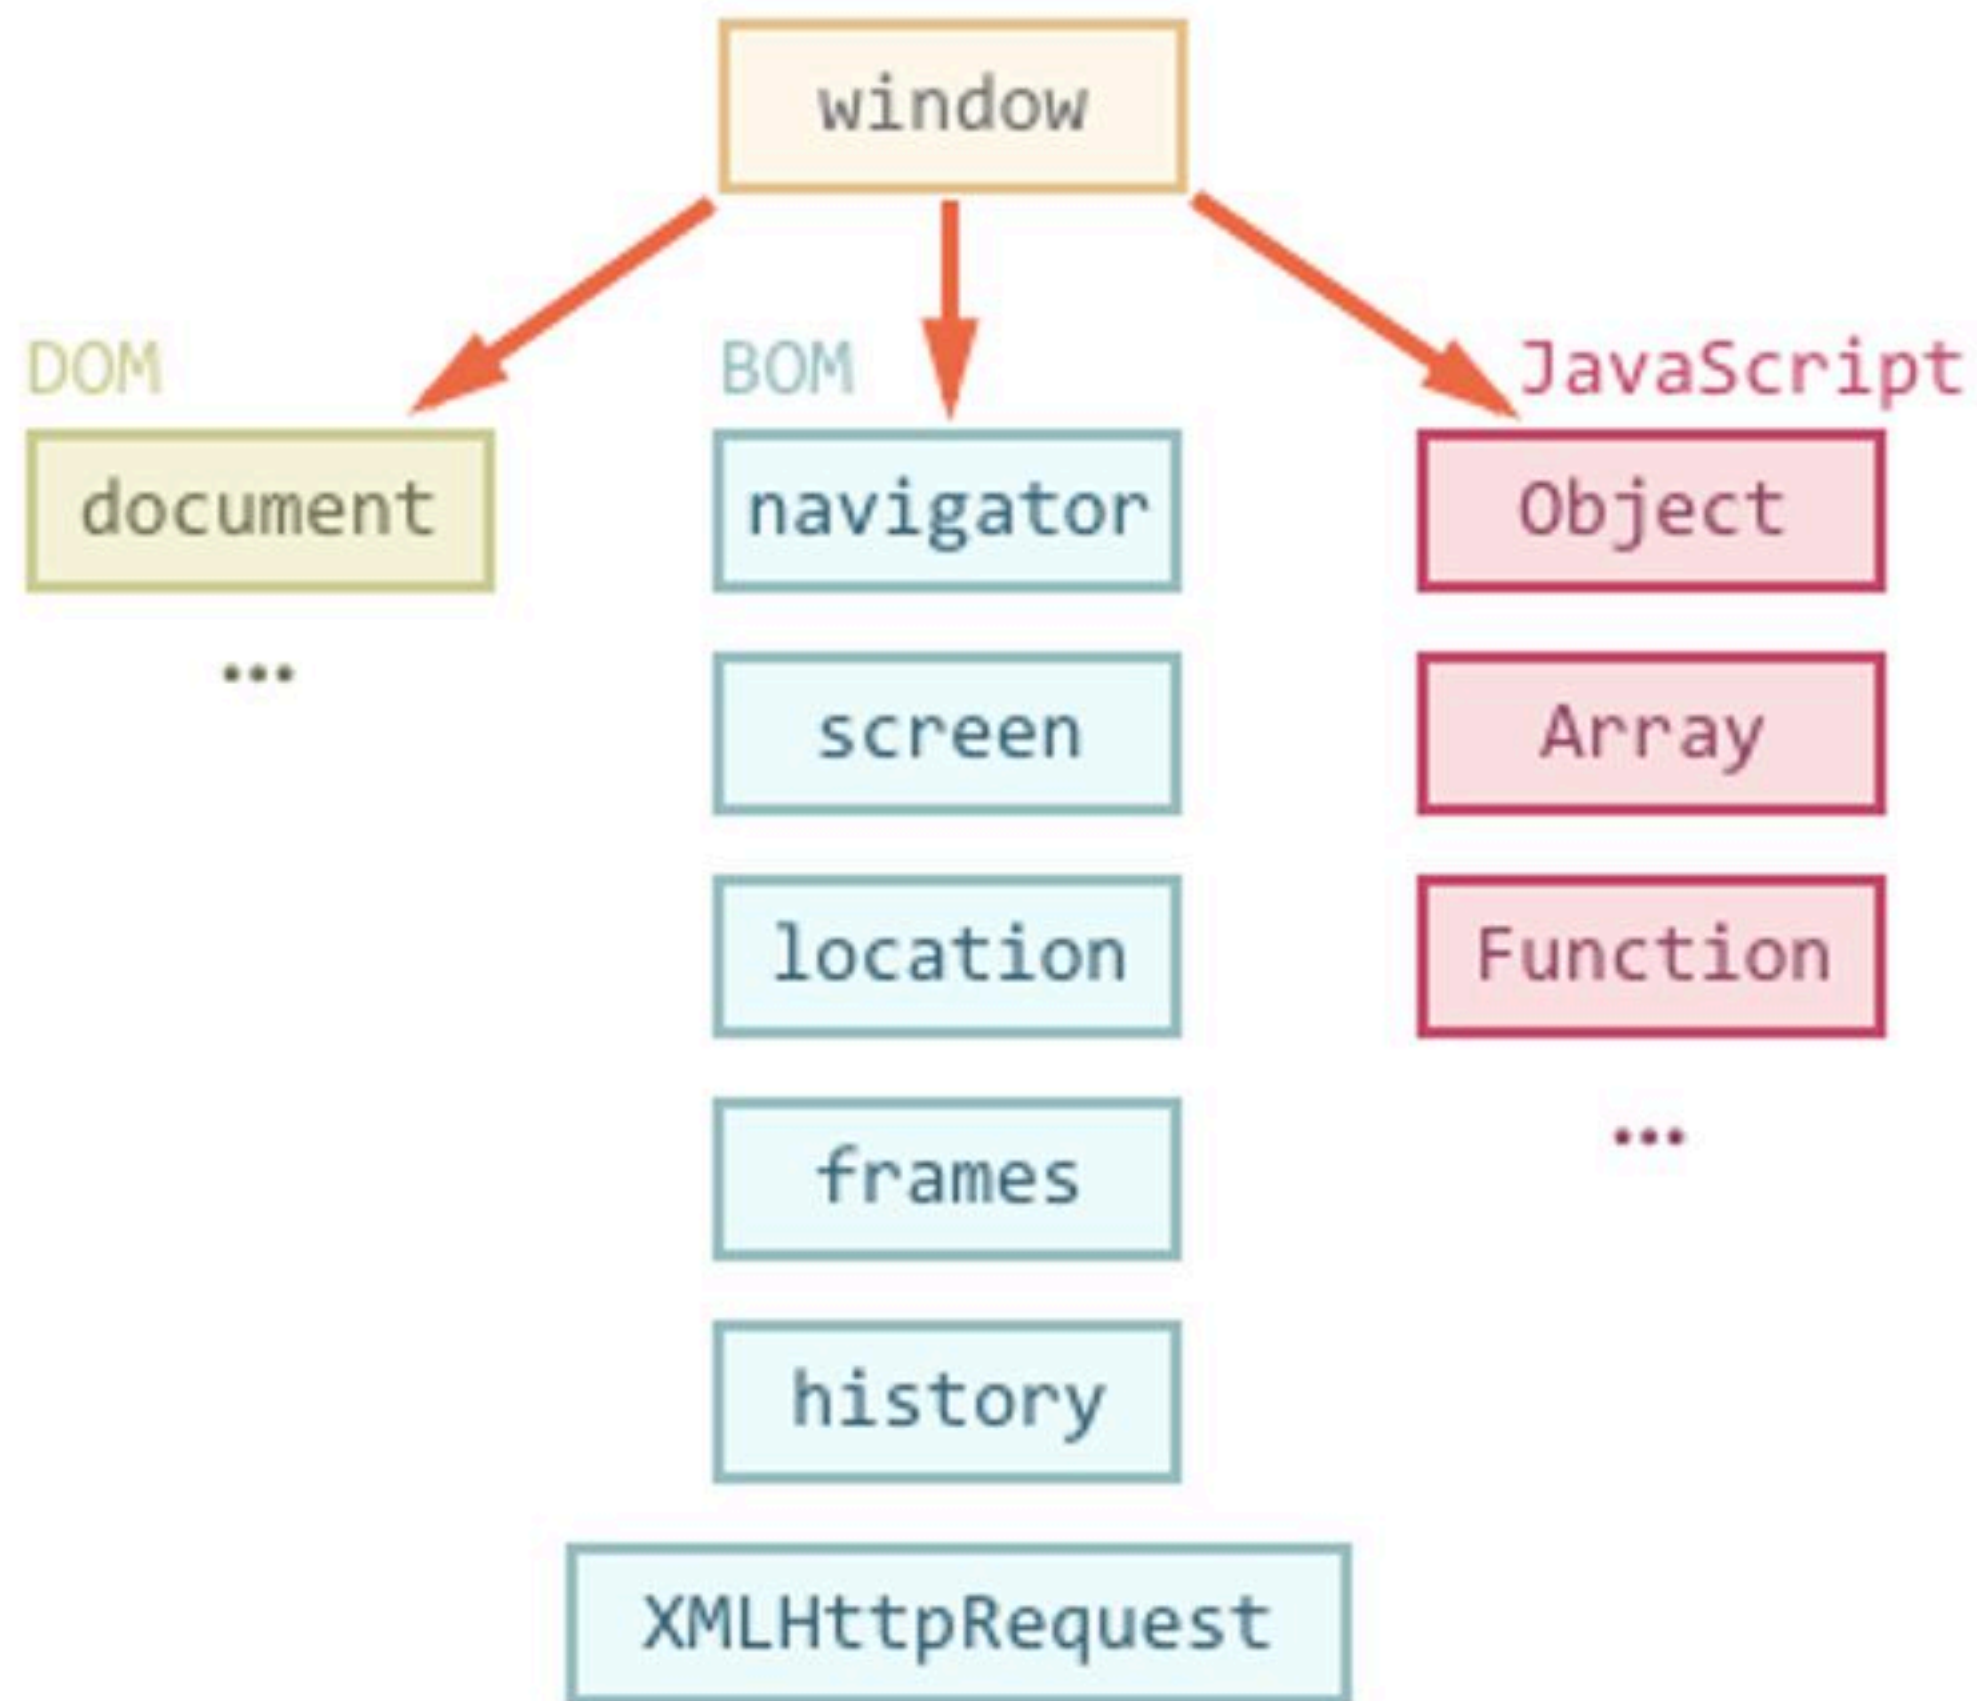 window
DOM
BOM
JavaScript
document
navigator
Object
...
screen
Array
location
Function
frames
...
history
XMLHttpRequest